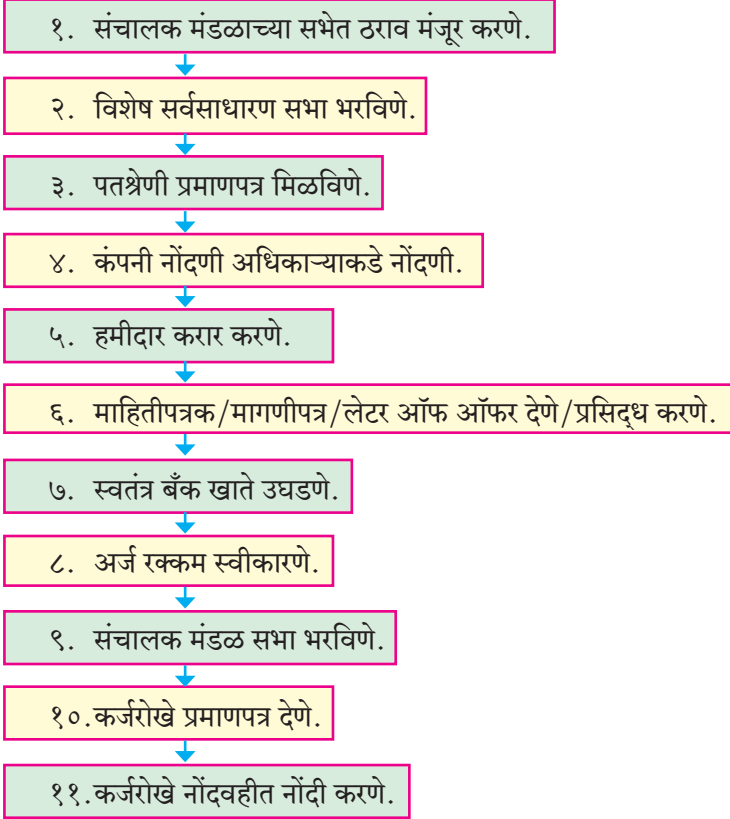 १. संचालक मंडळाच्या सभेत ठराव मंजूर करणे.
२. विशेष सर्वसाधारण सभा भरविणे.
३. पतश्रेणी प्रमाणपत्र मिळविणे.
४. कंपनी नोंदणी अधिकाऱ्याकडे नोंदणी.
५. हमीदार करार करणे.
६. माहितीपत्रक/मागणीपत्र/लेटर ऑफ ऑफर देणे/प्रसिद्ध करणे.
७. स्वतंत्र बँक खाते उघडणे.
८. अर्ज रक्कम स्वीकारणे.
९. संचालक मंडळ सभा भरविणे.
१०.कर्जरोखे प्रमाणपत्र देणे.
११.कर्जरोखे नोंदवहीत नोंदी करणे.